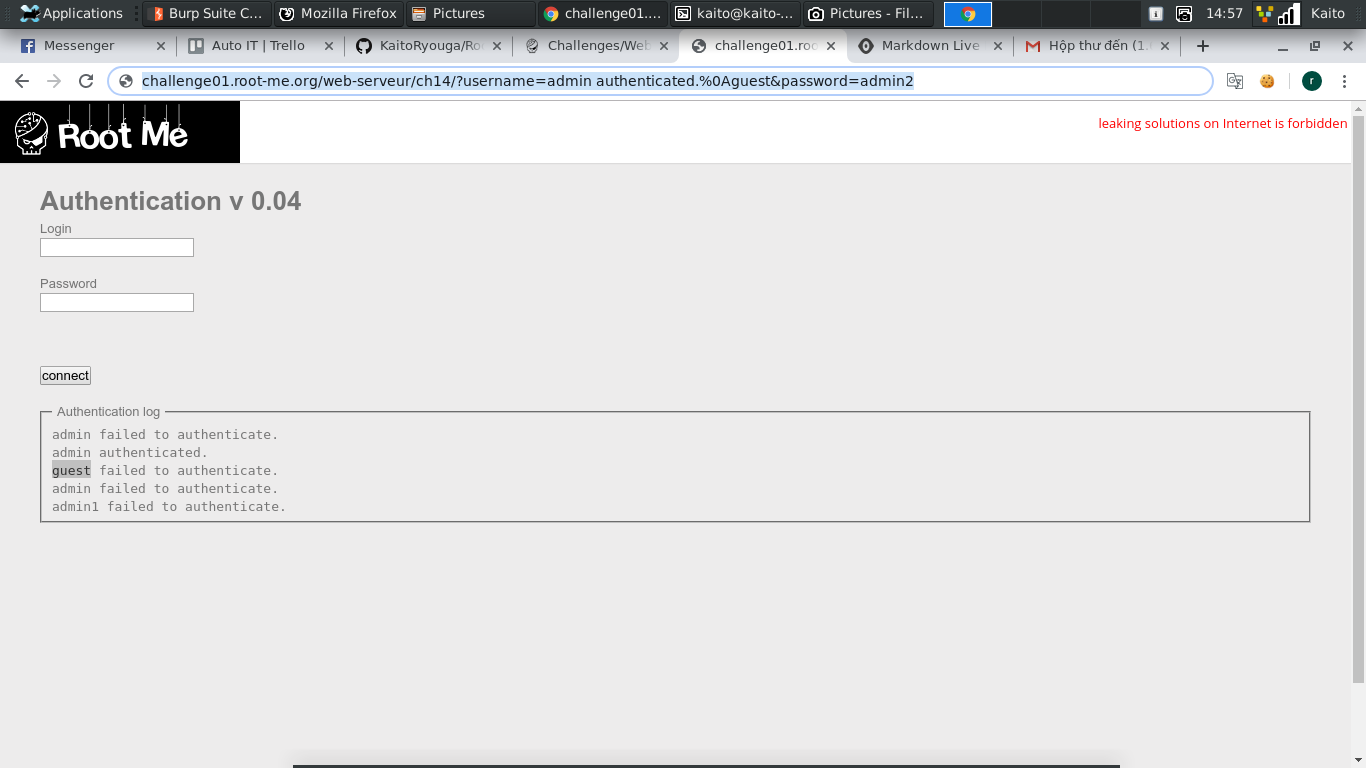 Applications
Burp Suite C...
Mozilla Firefox
Pictures
challenge01....
kaito@kaito-...
Pictures - Fil...
14:57
Kaito
Messenger
Auto IT | Trello
KaitoRyouga/Ro
Challenges/Web
challenge01.roo
Markdown Live
Hộp thư đến (1.
challenge01.root-me.org/web-serveur/ch14/?username=admin authenticated.%0Aguest&password=admin2
r
Root Me
leaking solutions on Internet is forbidden
Authentication v 0.04
Login
Password
connect
Authentication log
admin failed to authenticate.
admin authenticated.
guest failed to authenticate.
admin failed to authenticate.
admin1 failed to authenticate.